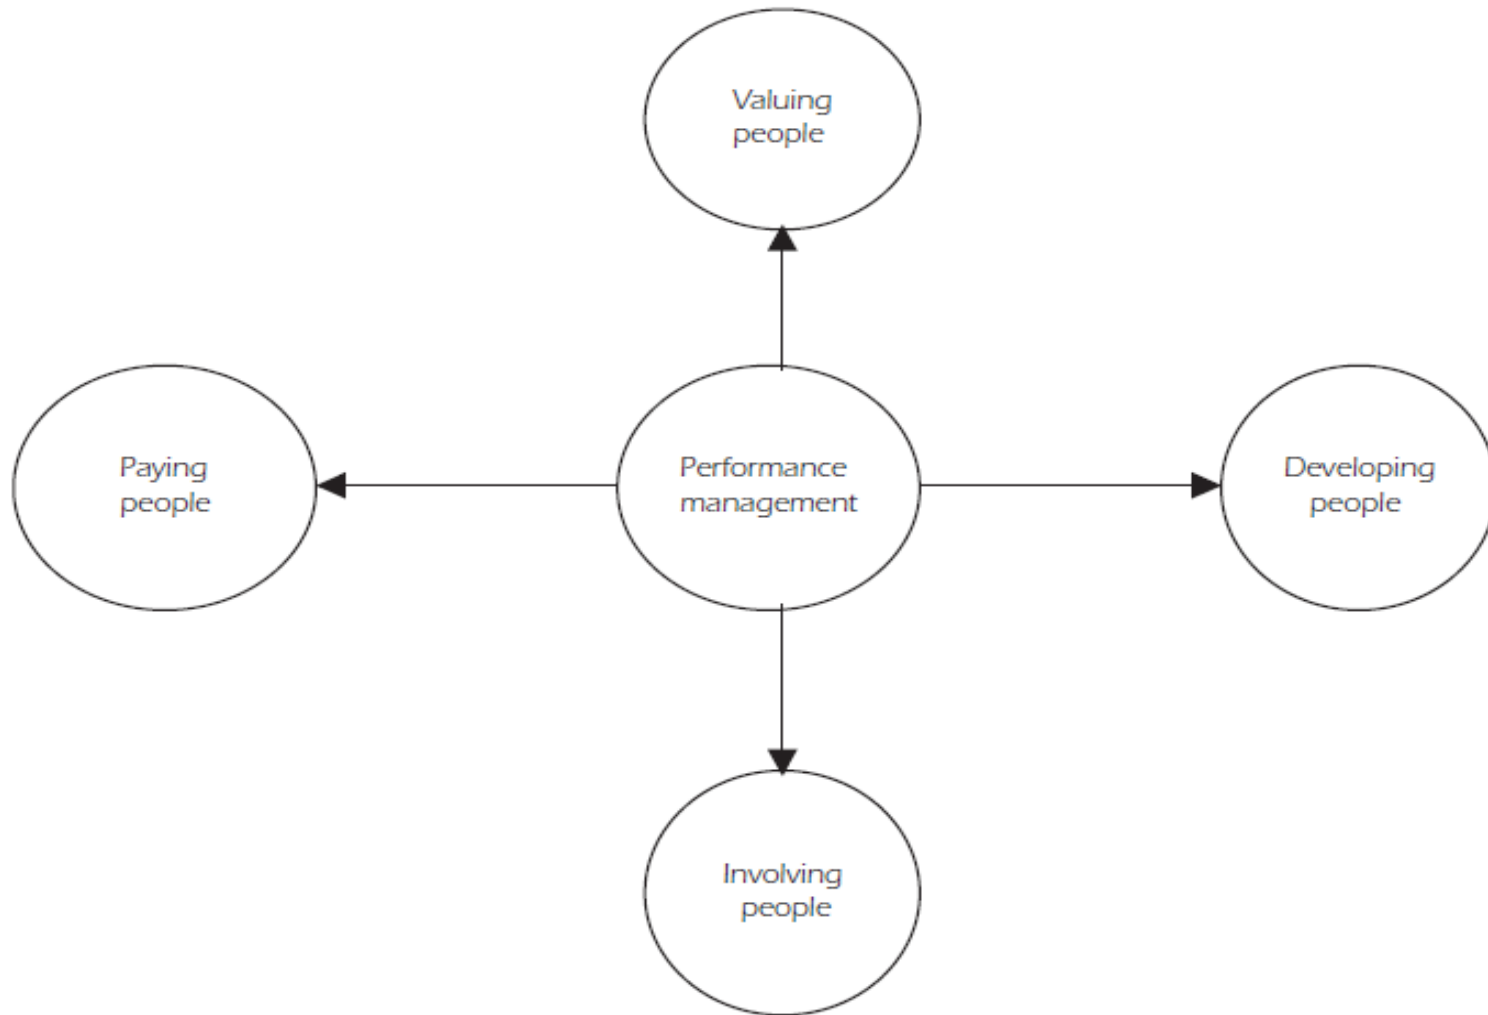 Valuing
people
Paying
people
Performance
management
Developing
people
Involving
people